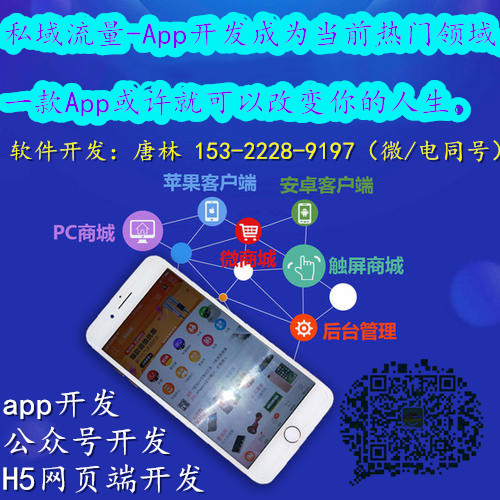 私域流量-App开发成为当前热门领域
一款App或许就可以改变你的人生。
软件开发：唐林 153-2228-9197（微/电同号）
苹果客户端
安卓客户端
PC商城
微商城
触屏商城
后台管理
app开发
公众号开发
H5网页端开发